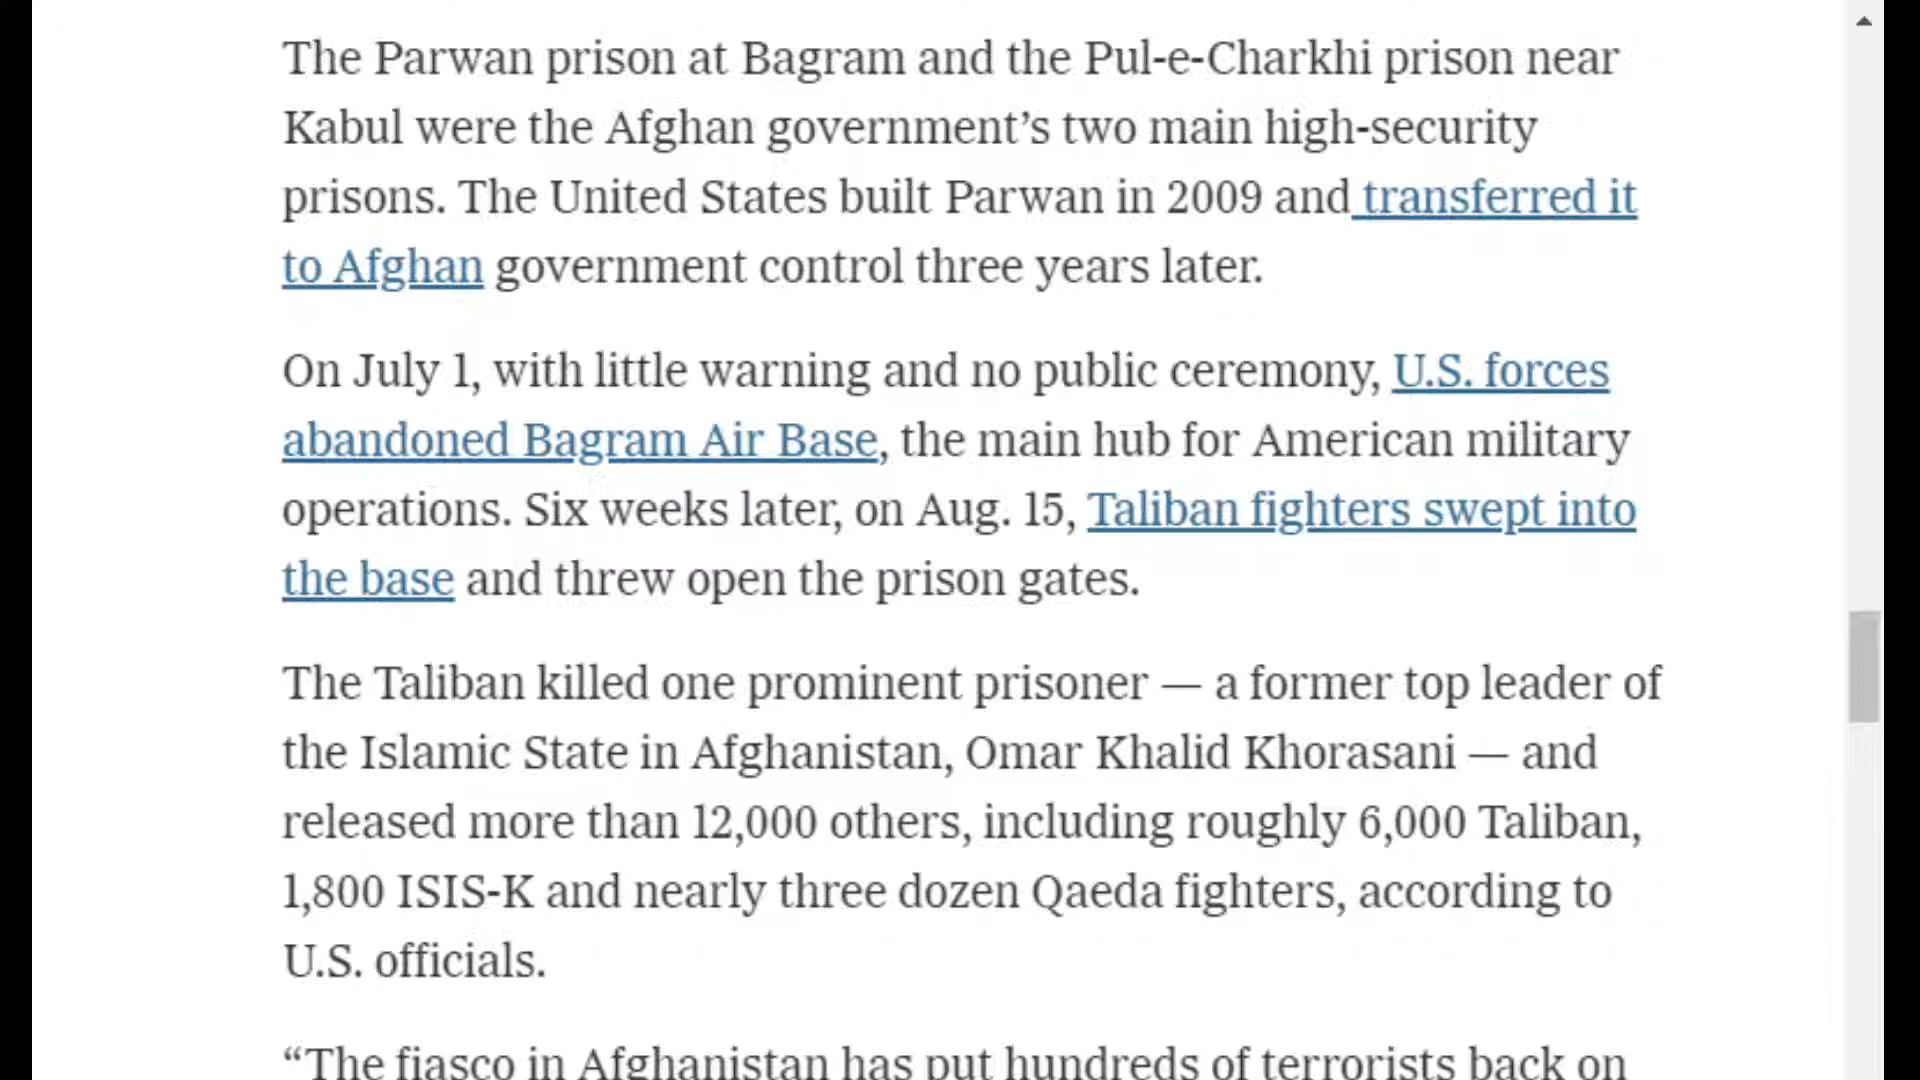 The Parwan prison at Bagram and the Pul-e-Charkhi prison near
Kabul were the Afghan government’s two main high-security
prisons. The United States built Parwan in 2009 and transferred it
to Afghan government control three years later.
On July 1, with little warning and no public ceremony, U.S. forces
abandoned Bagram Air Base, the main hub for American military
operations. Six weeks later, on Aug. 15, Taliban fighters swept into
the base and threw open the prison gates.
The Taliban killed one prominent prisoner — a former top leader of
the Islamic State in Afghanistan, Omar Khalid Khorasani — and
released more than 12,000 others, including roughly 6,000 Taliban,
1,800 ISIS-K and nearly three dozen Qaeda fighters, according to
U.S. officials.
“The fiasco in Afghanistan has put hundreds of terrorists back on